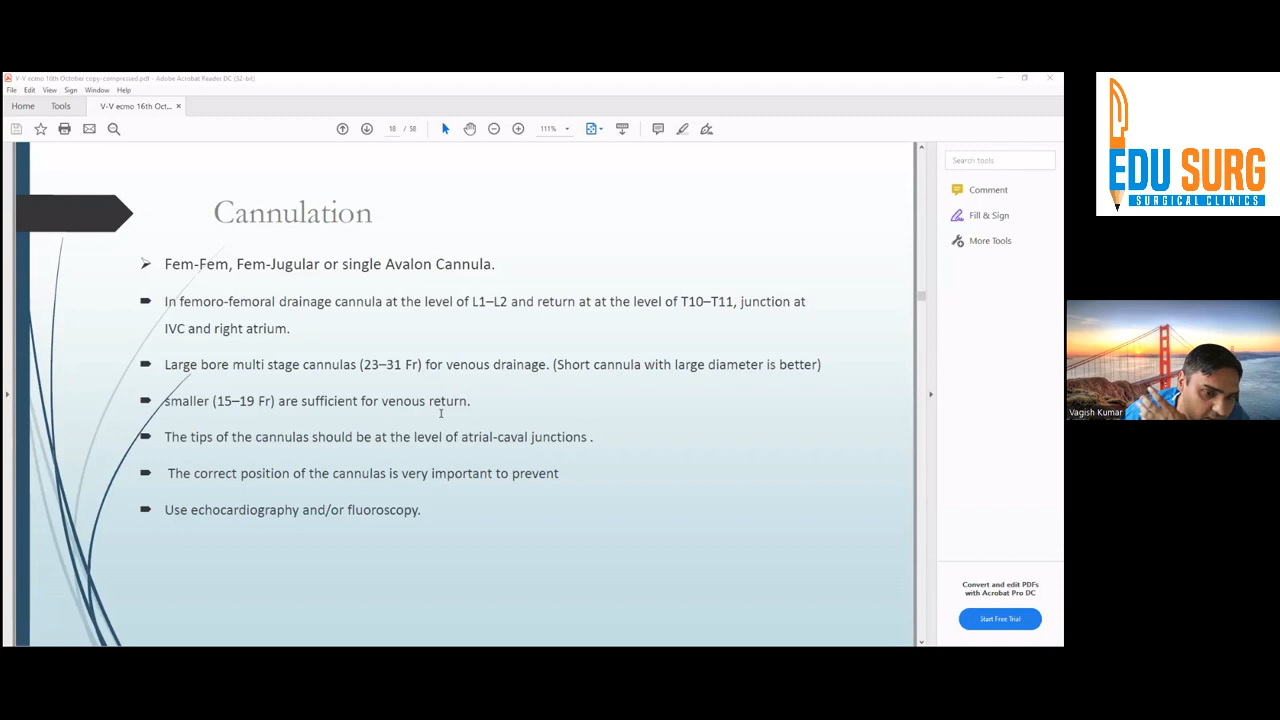 V-V ecmo 16th October copy-compressed.pdf - Adobe Acrobat Reader DC (32-bit)
File Edit View Sign Window Help
Home Tools V-V ecmo 16th Oct... ×
18 / 58 111%
Search tools
Comment
Fill & Sign
More Tools
Cannulation
Fem-Fem, Fem-Jugular or single Avalon Cannula.
In femoro-femoral drainage cannula at the level of L1–L2 and return at at the level of T10–T11, junction at
IVC and right atrium.
Large bore multi stage cannulas (23–31 Fr) for venous drainage. (Short cannula with large diameter is better)
smaller (15–19 Fr) are sufficient for venous return.
The tips of the cannulas should be at the level of atrial-caval junctions .
The correct position of the cannulas is very important to prevent
Use echocardiography and/or fluoroscopy.
Convert and edit PDFs
with Acrobat Pro DC
Start Free Trial
EDU SURG
SURGICAL CLINICS
Vagish Kumar